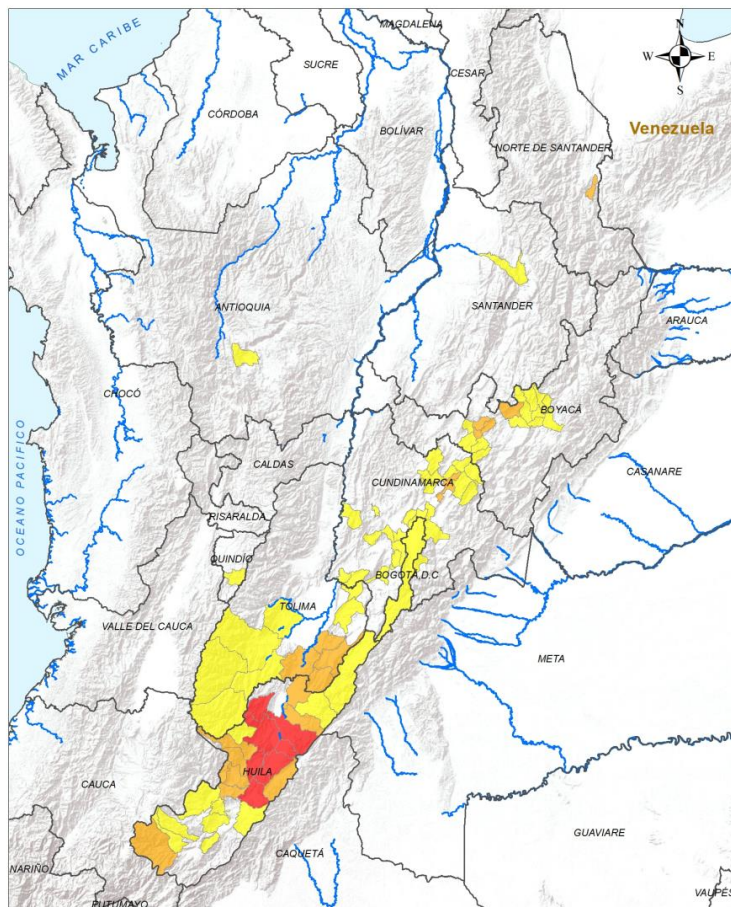 MAGDALENA
MAR CARIBE
SUCRE
CESAR
N
W E
S
CÓRDOBA
BOLÍVAR
Venezuela
NORTE DE SANTANDER
ANTIOQUIA
SANTANDER
ARAUCA
CHOCÓ
BOYACÁ
OCEANO PACIFICO
CALDAS
CUNDINAMARCA
CASANARE
RISARALDA
QUINDÍO
BOGOTÁ, D.C
TOLIMA
VALLE DEL CAUCA
META
HUILA
CAUCA
GUAVIARE
CAQUETÁ
NARIÑO
PUTUMAYO
VAUPÉS